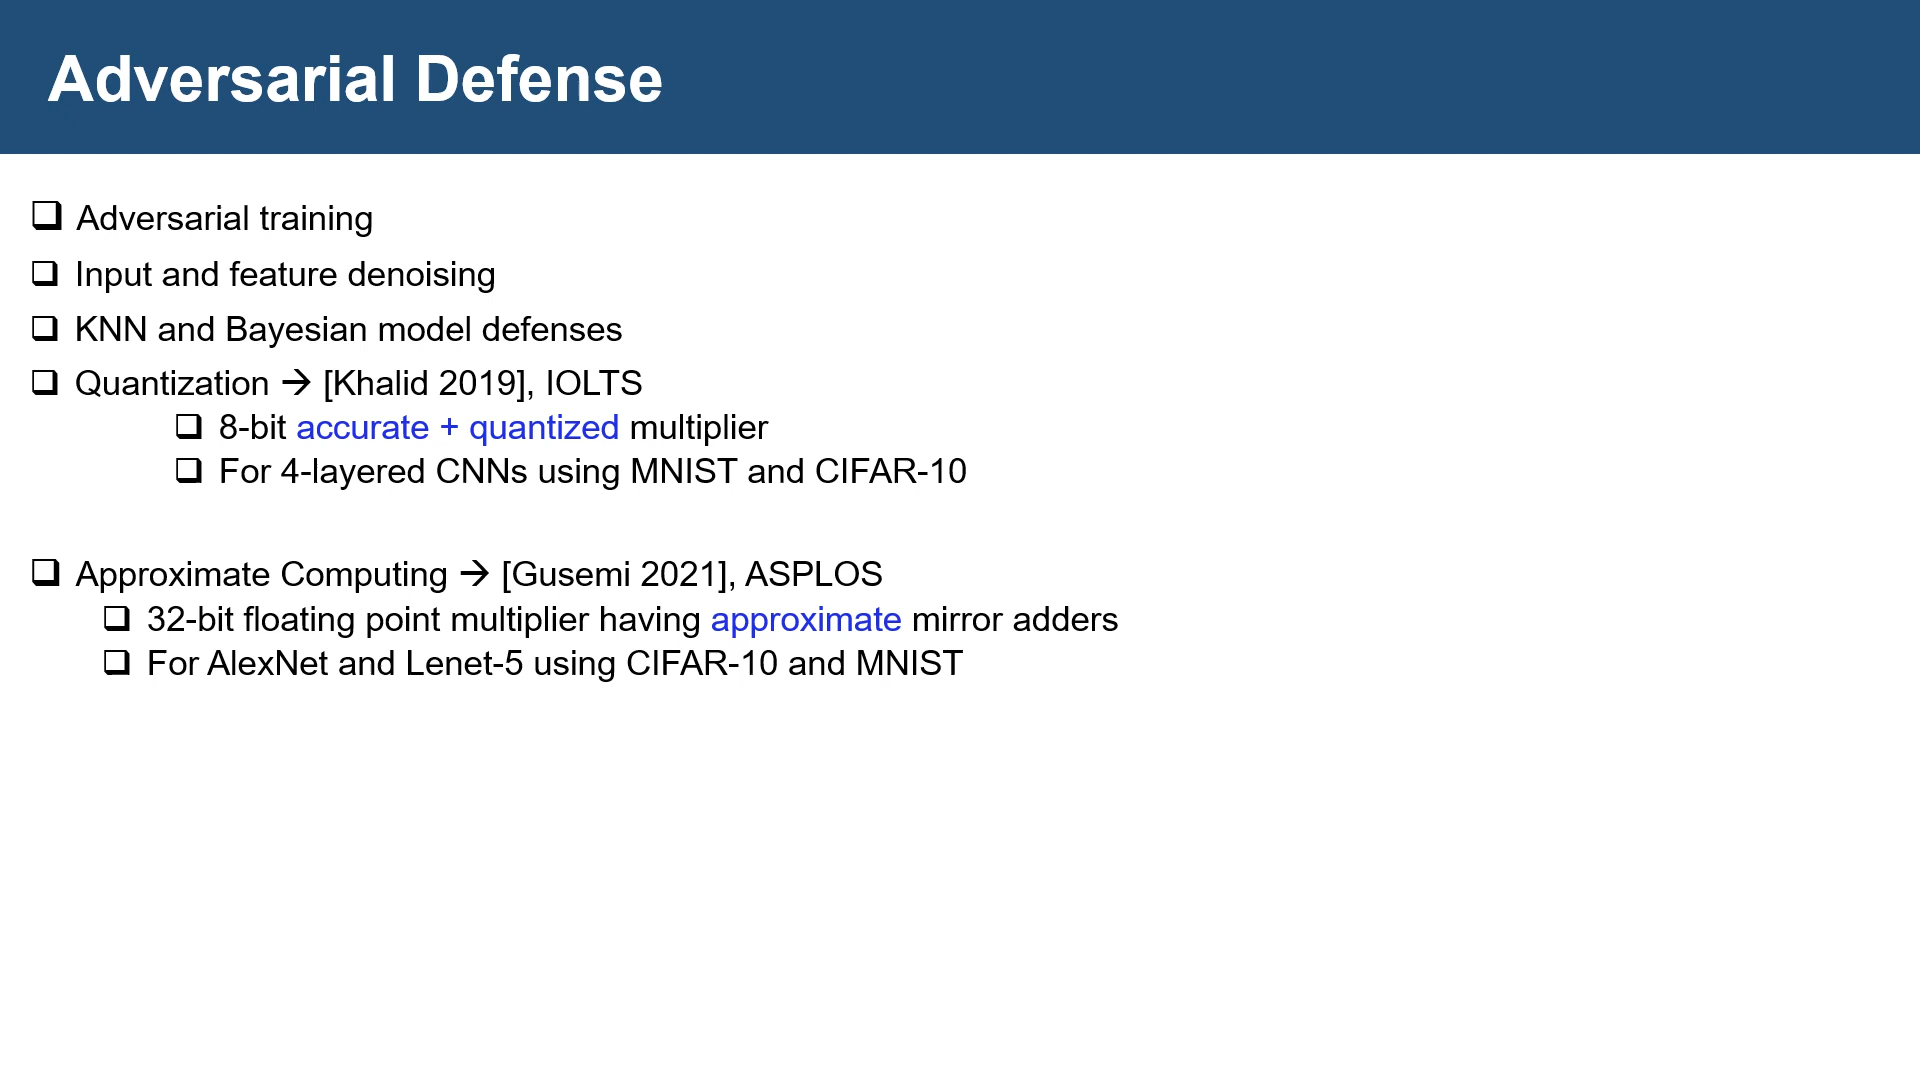 Adversarial Defense
Adversarial training
Input and feature denoising
KNN and Bayesian model defenses
Quantization → [Khalid 2019], IOLTS
8-bit accurate + quantized multiplier
For 4-layered CNNs using MNIST and CIFAR-10
Approximate Computing → [Gusemi 2021], ASPLOS
32-bit floating point multiplier having approximate mirror adders
For AlexNet and Lenet-5 using CIFAR-10 and MNIST